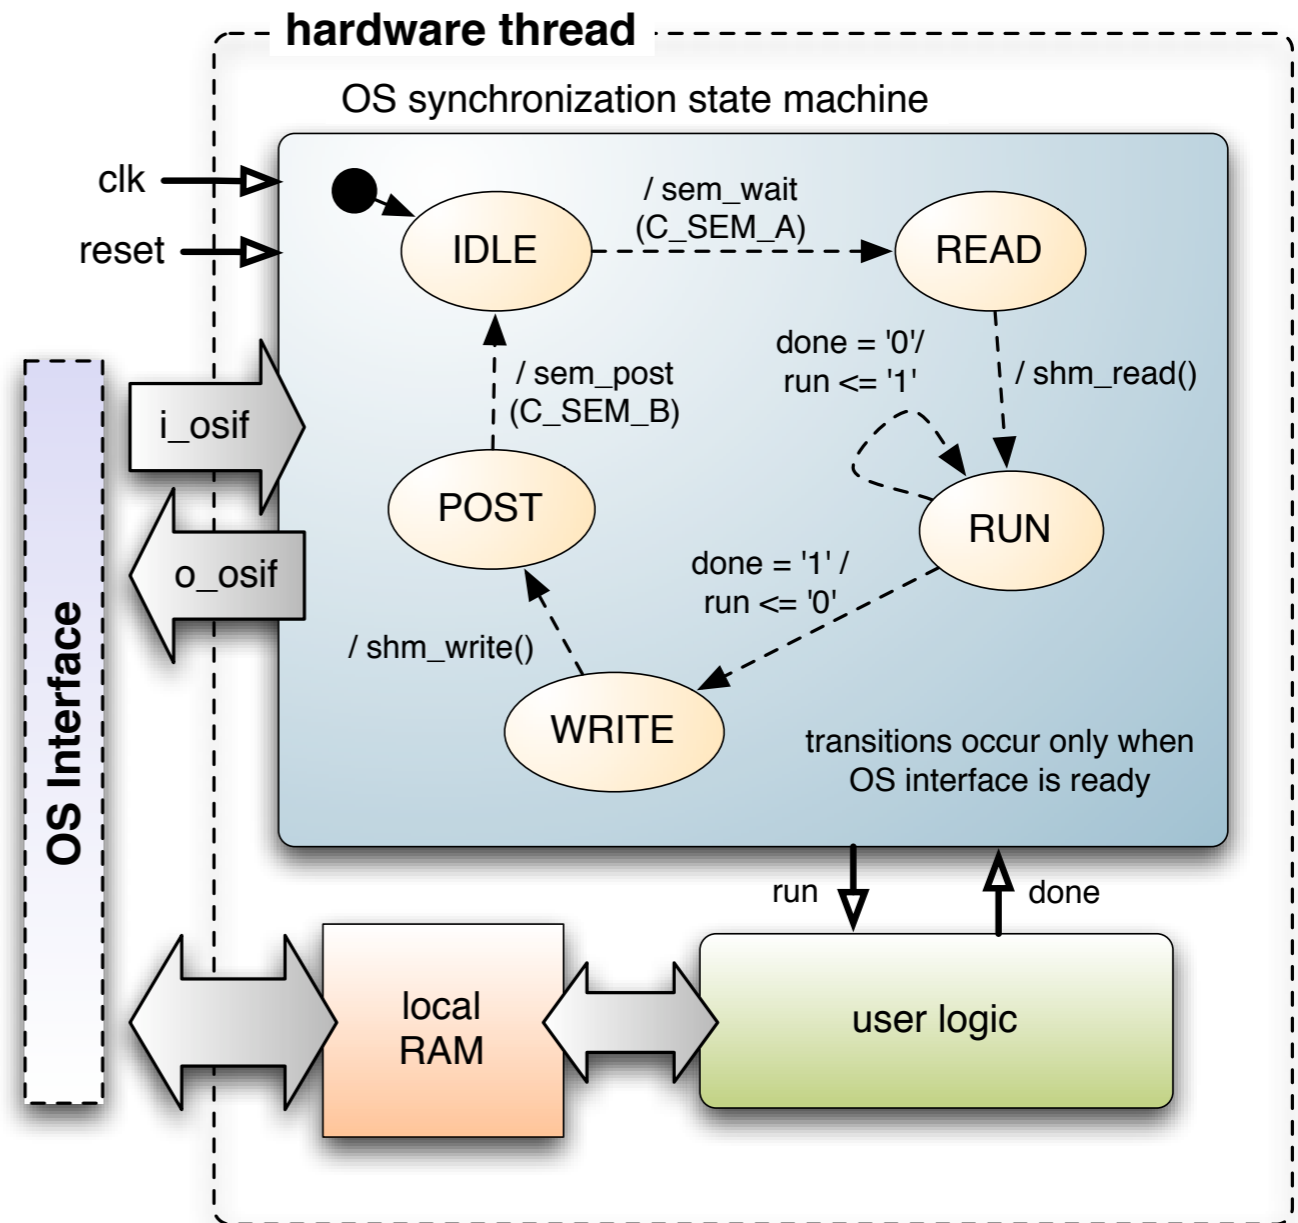 hardware thread
OS synchronization state machine
clk
reset
/ sem_wait
(C_SEM_A)
IDLE
READ
done = '0'/
run <= '1'
/ shm_read()
/ sem_post
(C_SEM_B)
i_osif
POST
RUN
done = '1' /
run <= '0'
o_osif
/ shm_write()
WRITE
transitions occur only when
OS interface is ready
OS Interface
run
done
local
RAM
user logic